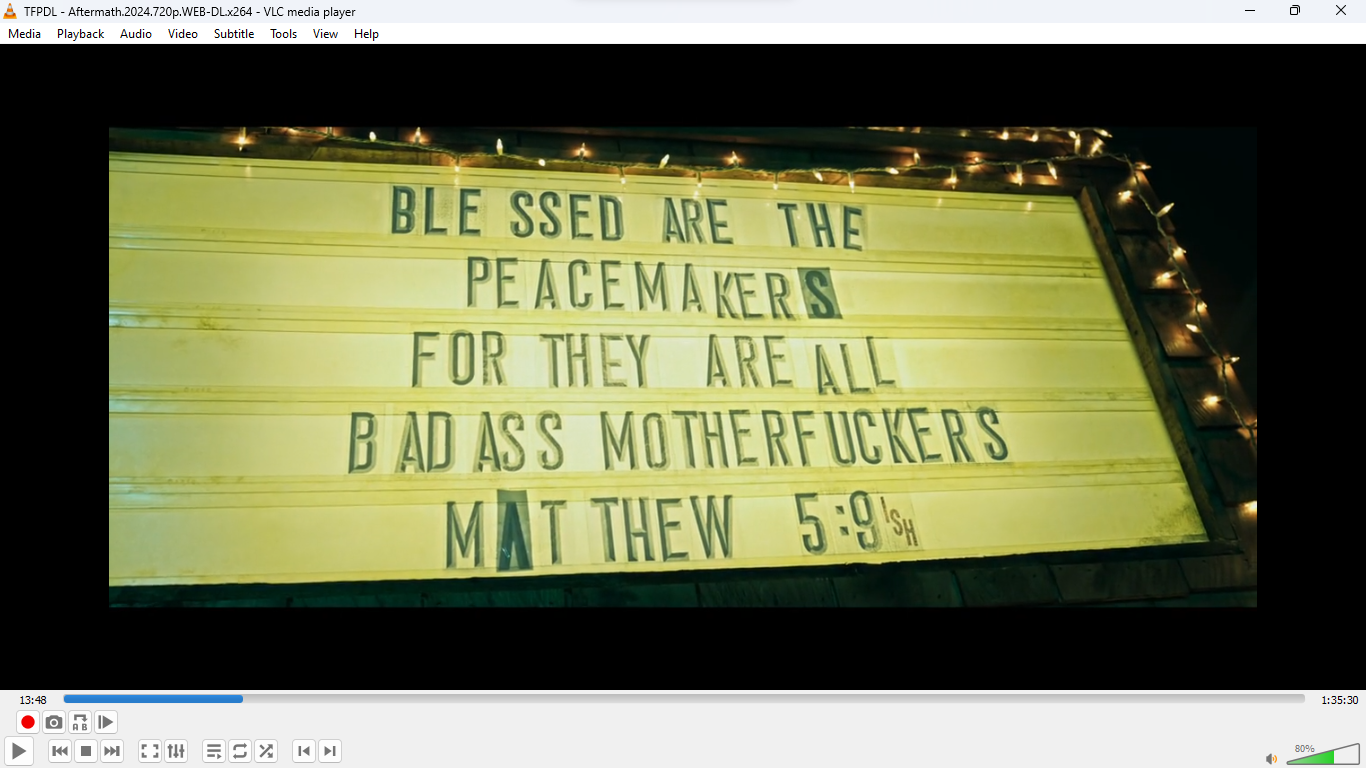 TFPDL - Aftermath.2024.720p.WEB-DL.x264 - VLC media player
Media Playback Audio Video Subtitle Tools View Help
BLESSED ARE THE
PEACEMAKERS
FOR THEY ARE ALL
BADASS MOTHERFUCKERS
MATTHEW 5:9 ISH
13:48 1:35:30
A B
80%